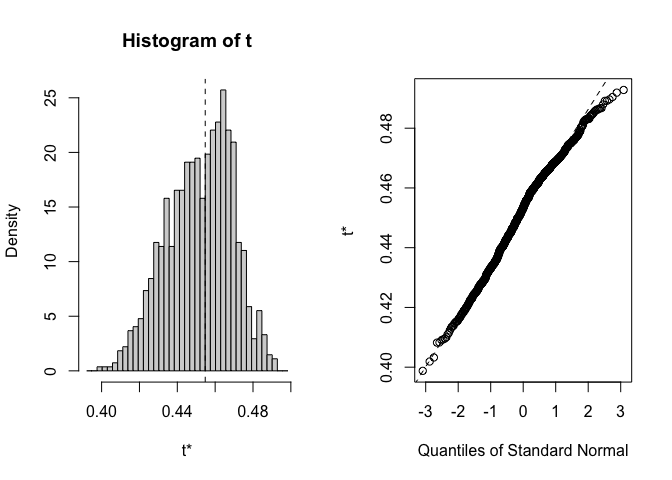 Histogram of t
Density
0 5 10 15 20 25
0.40 0.44 0.48
t*
t*
0.40 0.42 0.44 0.46 0.48
-3 -2 -1 0 1 2 3
Quantiles of Standard Normal